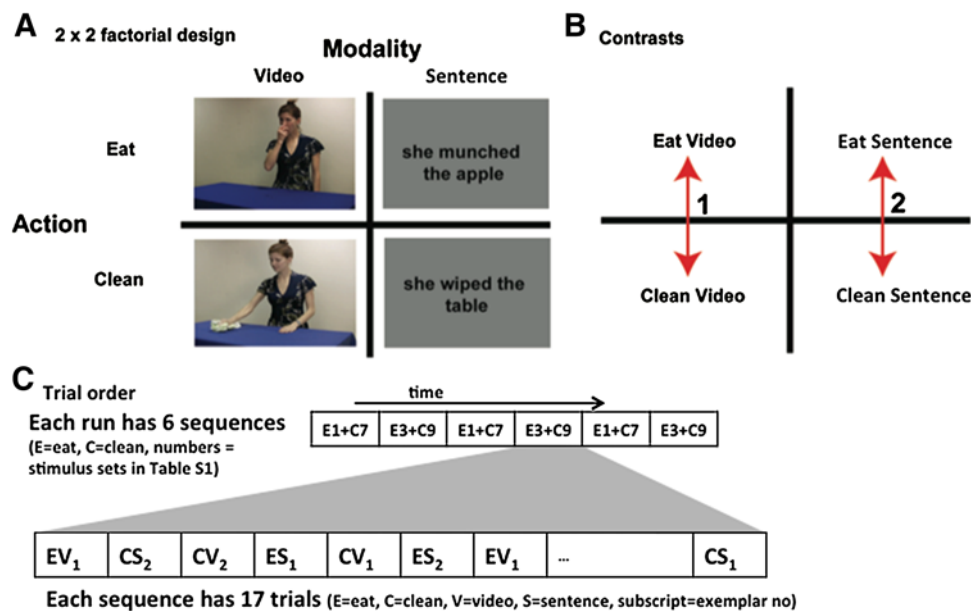 A 2 x 2 factorial design
Modality
Video Sentence
Eat
she munched
the apple
Action
Clean
she wiped the
table
B Contrasts
Eat Video Eat Sentence
1 2
Clean Video Clean Sentence
C Trial order
time
Each run has 6 sequences
(E=eat, C=clean, numbers =
stimulus sets in Table S1)
E1+C7 E3+C9 E1+C7 E3+C9 E1+C7 E3+C9
EV₁ CS₂ CV₂ ES₁ CV₁ ES₂ EV₁ ... CS₁
Each sequence has 17 trials (E=eat, C=clean, V=video, S=sentence, subscript=exemplar no)